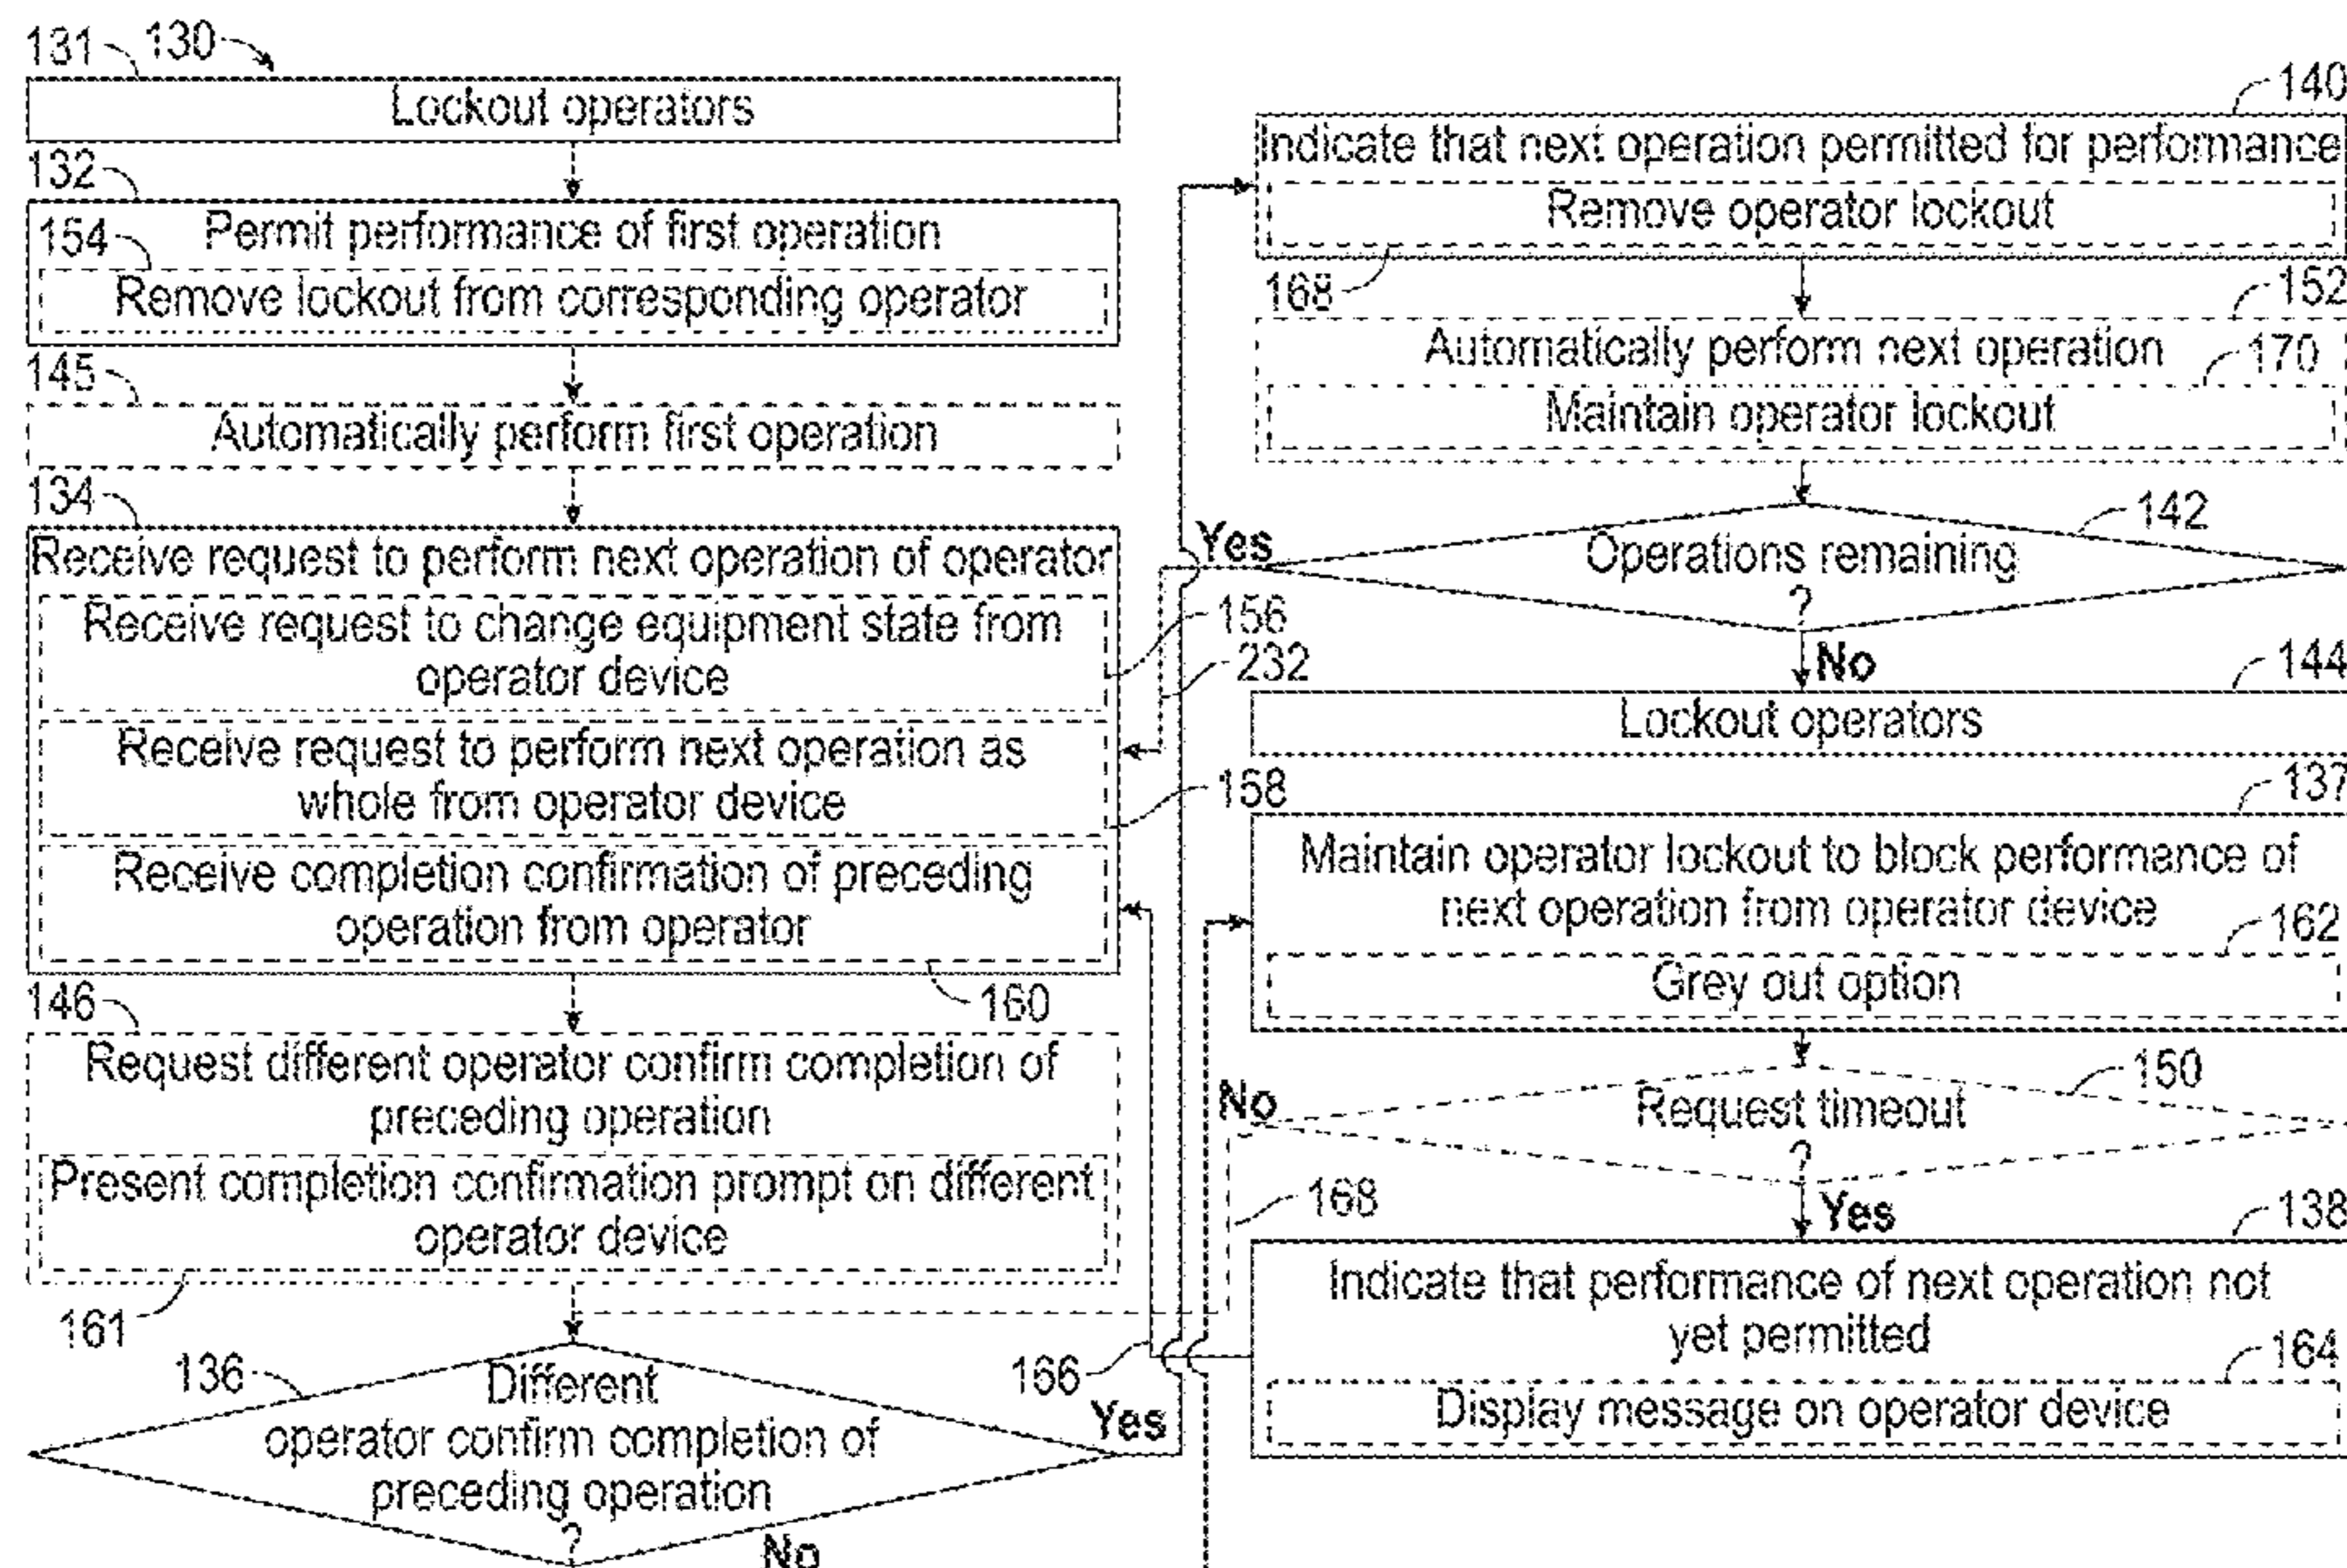 131 130
Lockout operators
132
Permit performance of first operation
154
Remove lockout from corresponding operator
145
Automatically perform first operation
134
Receive request to perform next operation of operator
Receive request to change equipment state from
operator device
156
232
Receive request to perform next operation as
whole from operator device
158
Receive completion confirmation of preceding
operation from operator
160
146
Request different operator confirm completion of
preceding operation
Present completion confirmation prompt on different
operator device
161
136
Different
operator confirm completion of
preceding operation
?
Yes
No
166
140
Indicate that next operation permitted for performance
Remove operator lockout
168
152
Automatically perform next operation
170
Maintain operator lockout
142
Operations remaining
?
Yes
No
144
Lockout operators
137
Maintain operator lockout to block performance of
next operation from operator device
162
Grey out option
150
Request timeout
?
No
168
Yes
138
Indicate that performance of next operation not
yet permitted
164
Display message on operator device